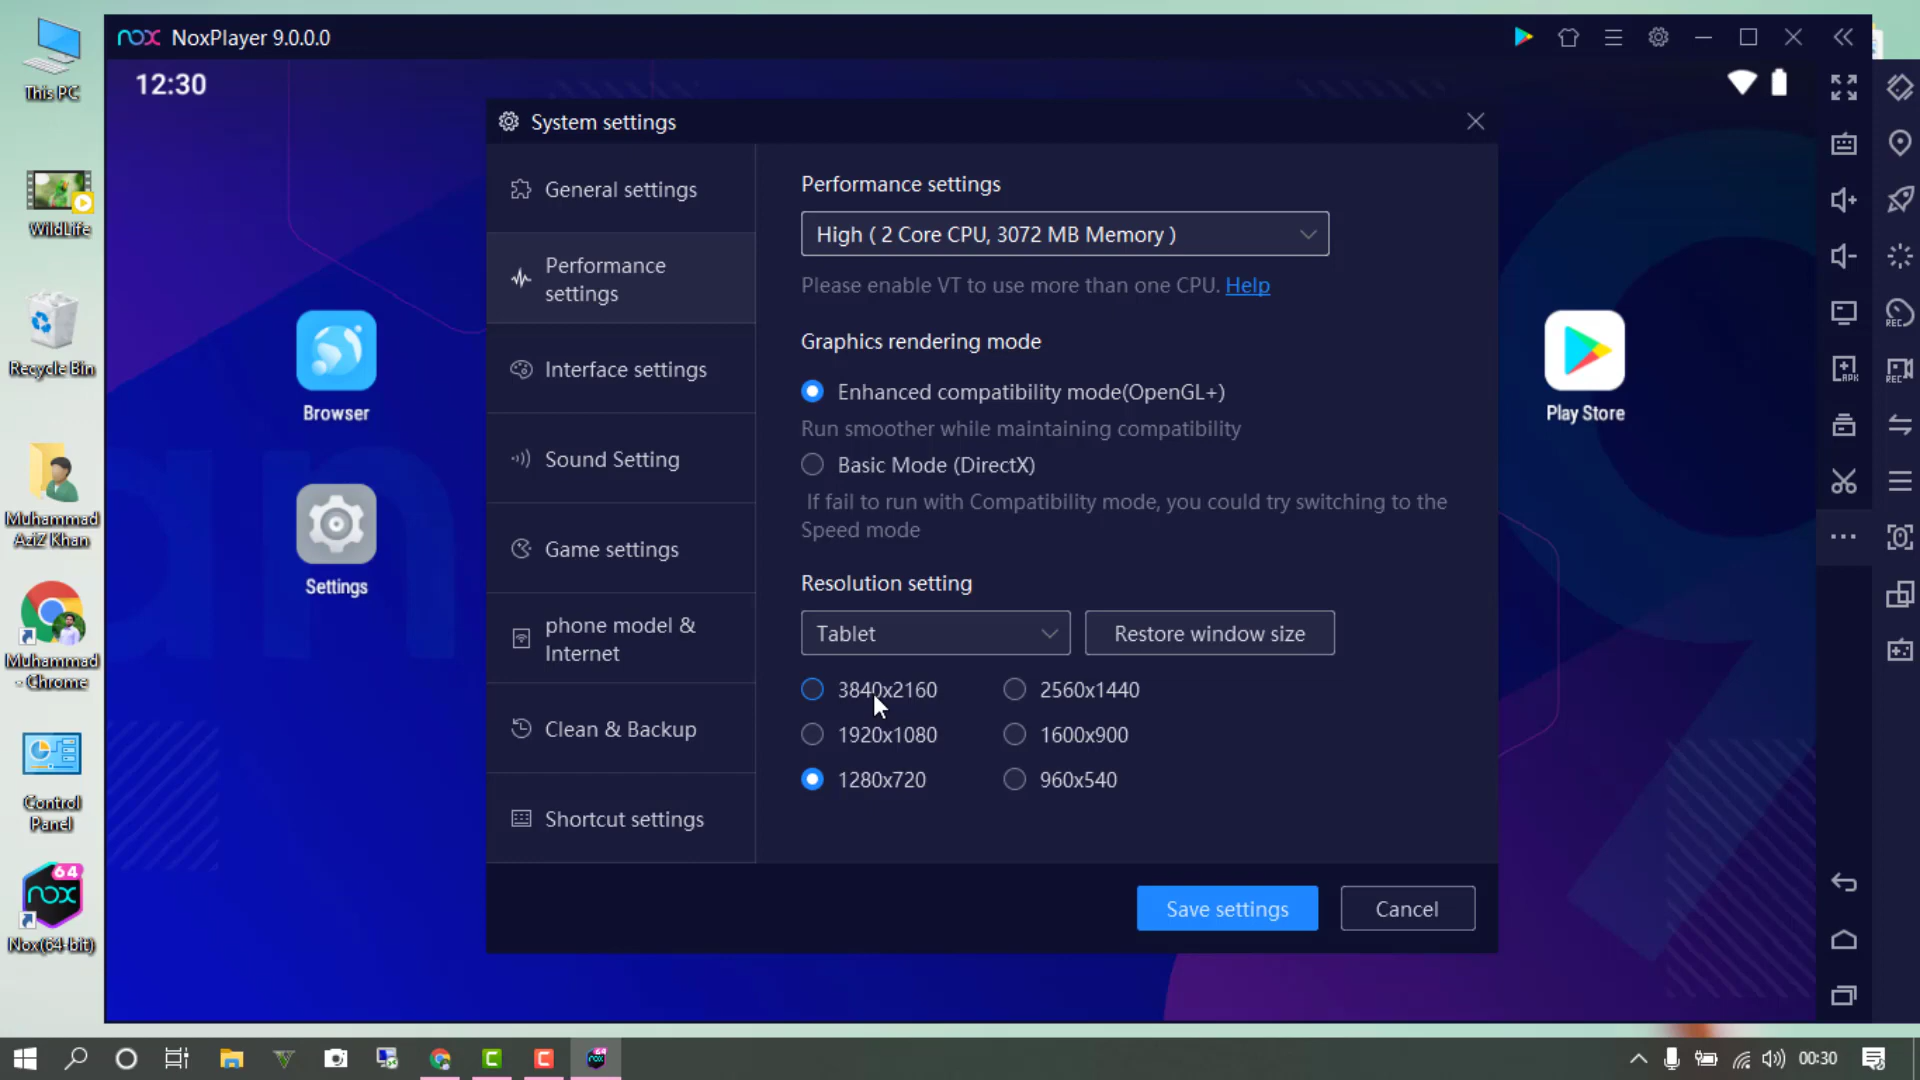 This PC
WildLife
Recycle Bin
Muhammad
AziZ Khan
Muhammad
- Chrome
Control
Panel
64
nox
Nox(64-bit)
nox NoxPlayer 9.0.0.0
12:30
Browser
Settings
Play Store
System settings
General settings
Performance
settings
Interface settings
Sound Setting
Game settings
phone model &
Internet
Clean & Backup
Shortcut settings
Performance settings
High ( 2 Core CPU, 3072 MB Memory )
Please enable VT to use more than one CPU. Help
Graphics rendering mode
Enhanced compatibility mode(OpenGL+)
Run smoother while maintaining compatibility
Basic Mode (DirectX)
If fail to run with Compatibility mode, you could try switching to the
Speed mode
Resolution setting
Tablet
Restore window size
3840x2160 2560x1440
1920x1080 1600x900
1280x720 960x540
Save settings
Cancel
APK
REC
REC
00:30